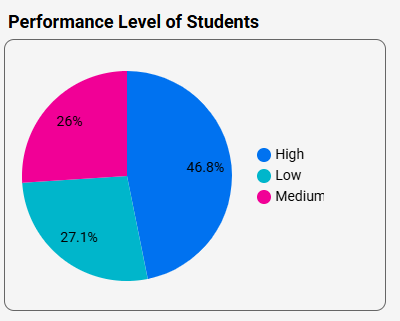 Performance Level of Students
26%
46.8%
27.1%
High
Low
Medium